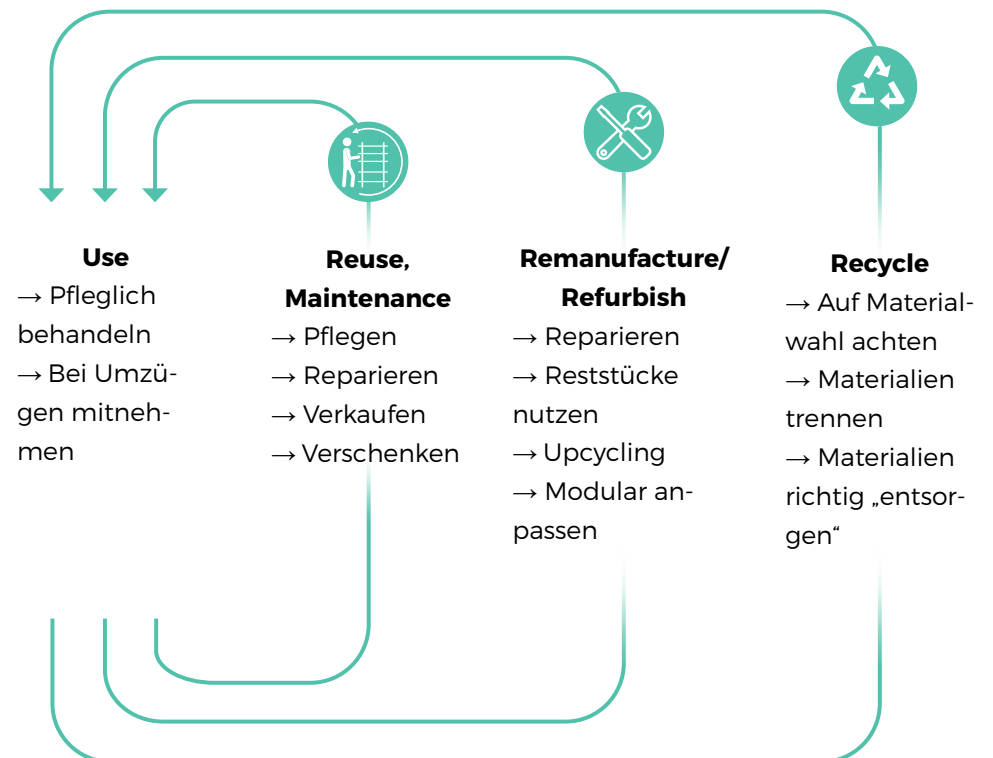 Use
→ Pfleglich
behandeln
→ Bei Umzü-
gen mitneh-
men
Reuse,
Maintenance
→ Pflegen
→ Reparieren
→ Verkaufen
→ Verschenken
Remanufacture/
Refurbish
→ Reparieren
→ Reststücke
nutzen
→ Upcycling
→ Modular an-
passen
Recycle
→ Auf Material-
wahl achten
→ Materialien
trennen
→ Materialien
richtig „entsor-
gen“